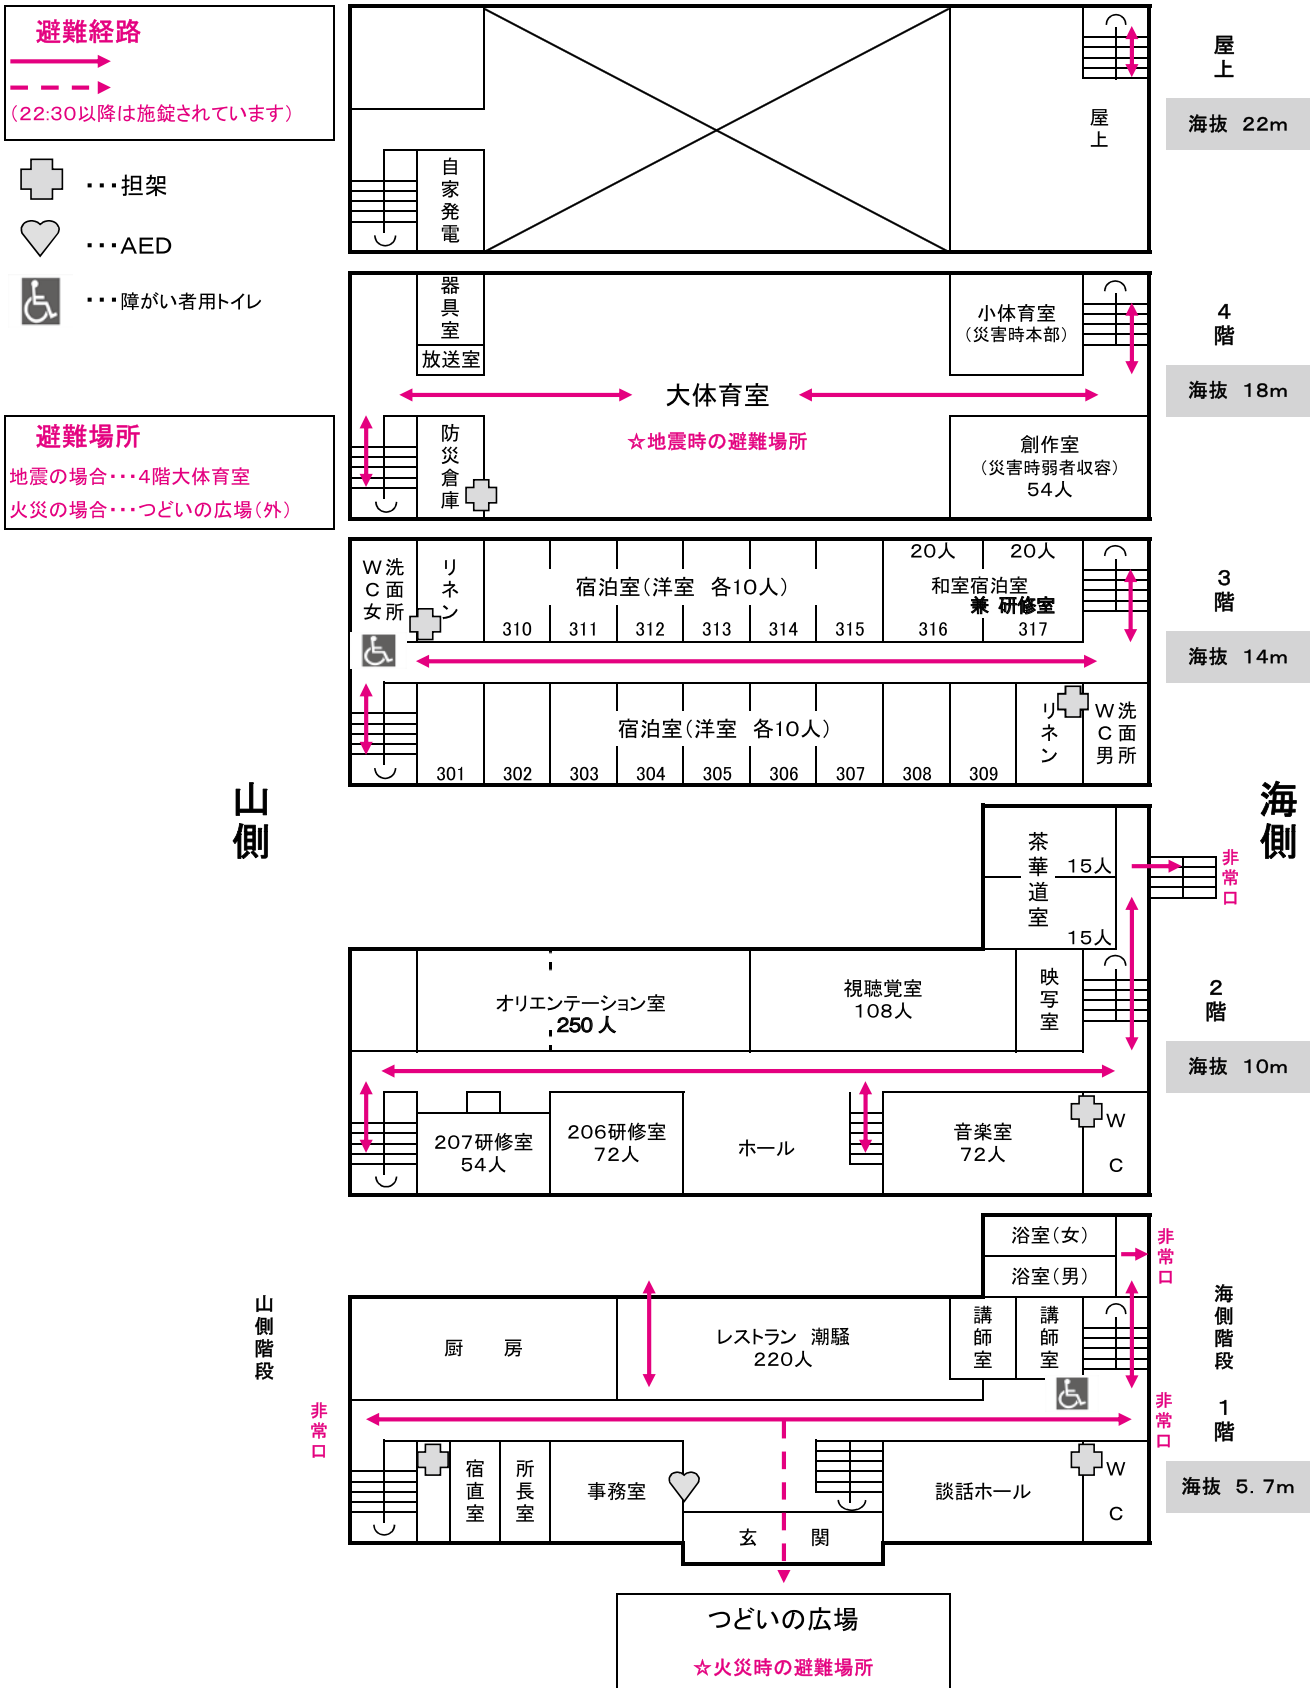 避難経路
(22:30以降は施錠されています)
・・・担架
・・・AED
・・・障がい者用トイレ
避難場所
地震の場合・・・4階大体育室
火災の場合・・・つどいの広場(外)
山側
海側
屋上
海抜 22m
屋上
自家発電
4階
海抜 18m
器具室
放送室
小体育室
(災害時本部)
大体育室
☆地震時の避難場所
防災倉庫
創作室
(災害時弱者収容)
54人
3階
海抜 14m
洗面所
WC女
リネン
宿泊室(洋室 各10人)
20人 20人
和室宿泊室
兼 研修室
310 311 312 313 314 315 316 317
宿泊室(洋室 各10人)
リネン
洗面所
WC男
301 302 303 304 305 306 307 308 309
2階
海抜 10m
茶華道室
15人
15人
非常口
オリエンテーション室
250人
視聴覚室
108人
映写室
207研修室
54人
206研修室
72人
ホール
音楽室
72人
WC
山側階段
海側階段
1階
海抜 5.7m
浴室(女)
浴室(男)
非常口
厨 房
レストラン 潮騒
220人
講師室
講師室
非常口
非常口
宿直室
所長室
事務室
玄 関
談話ホール
WC
つどいの広場
☆火災時の避難場所